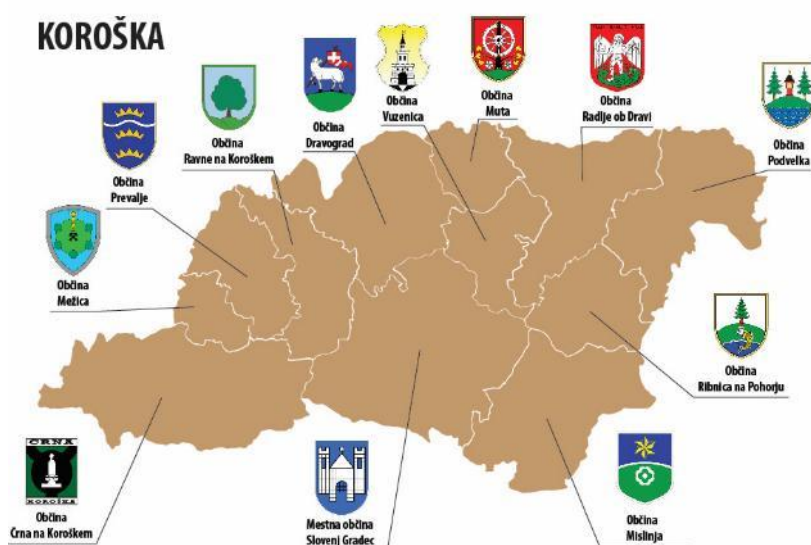 KOROŠKA
Občina
Vuzenica
Občina
Muta
Občina
Radlje ob Dravi
Občina
Ravne na Koroškem
Občina
Dravograd
Občina
Podvelka
Občina
Prevalje
Občina
Mežica
Občina
Ribnica na Pohorju
ČRNA
KOROŠKA
Občina
Črna na Koroškem
Mestna občina
Slovenj Gradec
Občina
Mislinja